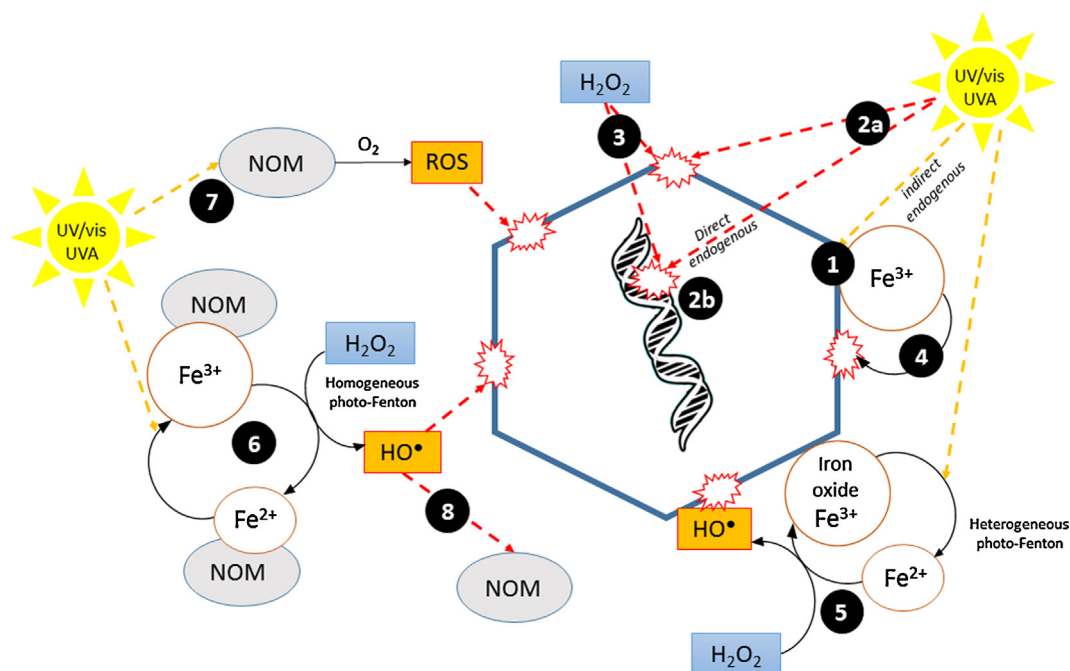 UV/vis
UVA
H₂O₂
3
2a
UV/vis
UVA
NOM
O₂
ROS
7
indirect
endogenous
Direct
endogenous
1
Fe³⁺
2b
4
NOM
Fe³⁺
H₂O₂
Homogeneous
photo-Fenton
6
HO•
Fe²⁺
NOM
8
NOM
Iron
oxide
Fe³⁺
HO•
Heterogeneous
photo-Fenton
Fe²⁺
5
H₂O₂